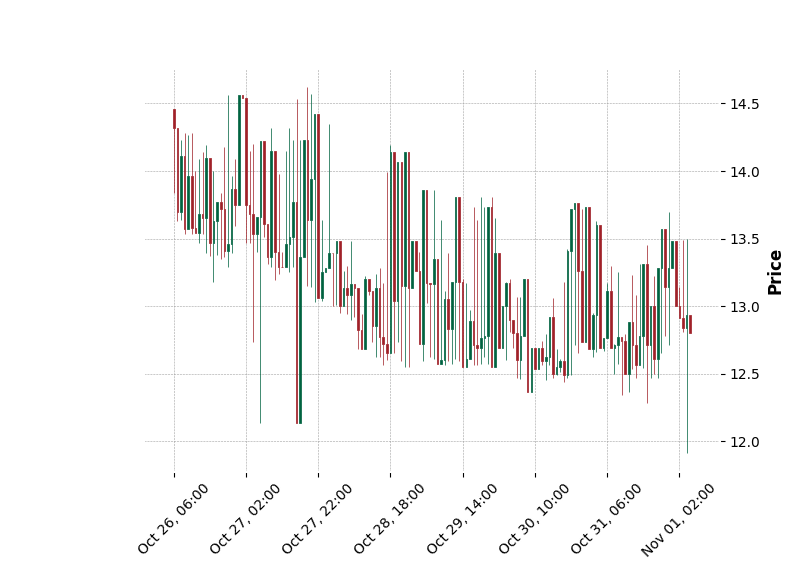 14.5
14.0
13.5
13.0
12.5
12.0
Price
Oct 26, 06:00
Oct 27, 02:00
Oct 27, 22:00
Oct 28, 18:00
Oct 29, 14:00
Oct 30, 10:00
Oct 31, 06:00
Nov 01, 02:00